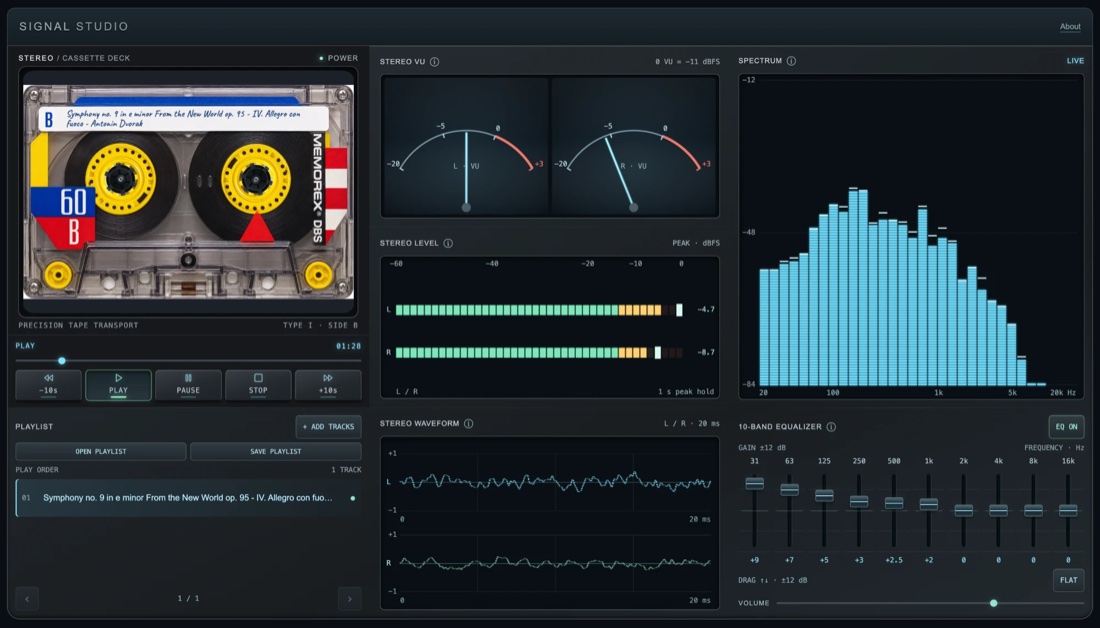 SIGNAL STUDIO
About
STEREO / CASSETTE DECK
POWER
B
Symphony no. 9 in e minor From the New World op. 95 - IV. Allegro con
fuoco - Antonin Dvorak
60
B
MEMOREX® DBS
PRECISION TAPE TRANSPORT
TYPE I · SIDE B
PLAY
01:28
-10s
PLAY
PAUSE
STOP
+10s
PLAYLIST
+ ADD TRACKS
OPEN PLAYLIST
SAVE PLAYLIST
PLAY ORDER
1 TRACK
01 Symphony no. 9 in e minor From the New World op. 95 - IV. Allegro con fuo...
1 / 1
STEREO VU
0 VU = -11 dBFS
-20 -5 0 +3
L · VU
-20 -5 0 +3
R · VU
STEREO LEVEL
PEAK · dBFS
-60 -40 -20 -10 0
L -4.7
R -8.7
L / R
1 s peak hold
STEREO WAVEFORM
L / R · 20 ms
+1
L
-1
0 20 ms
+1
R
-1
0 20 ms
SPECTRUM
LIVE
-12
-48
-84
20 100 1k 5k 20k Hz
10-BAND EQUALIZER
EQ ON
GAIN ±12 dB
FREQUENCY · Hz
31 63 125 250 500 1k 2k 4k 8k 16k
+9 +7 +5 +3 +2.5 +2 0 0 0 0
DRAG ↑↓ · ±12 dB
FLAT
VOLUME